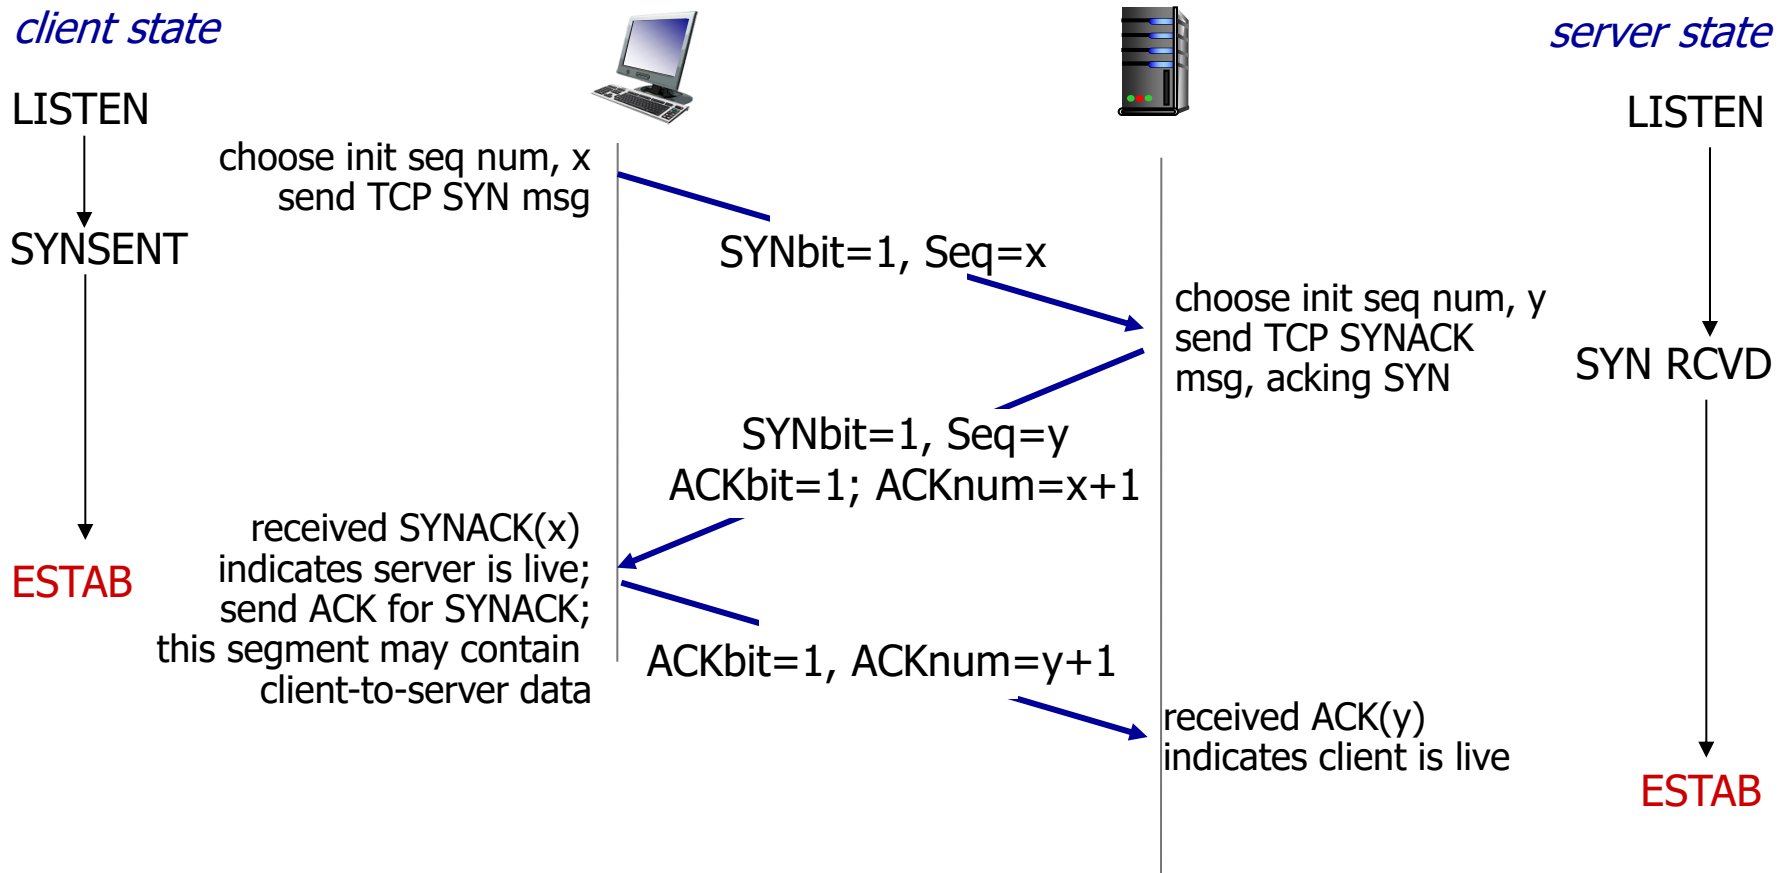 client state
server state
LISTEN
LISTEN
choose init seq num, x
send TCP SYN msg
SYNSENT
SYNbit=1, Seq=x
choose init seq num, y
send TCP SYNACK
msg, acking SYN
SYN RCVD
SYNbit=1, Seq=y
ACKbit=1; ACKnum=x+1
received SYNACK(x)
indicates server is live;
send ACK for SYNACK;
this segment may contain
client-to-server data
ESTAB
ACKbit=1, ACKnum=y+1
received ACK(y)
indicates client is live
ESTAB